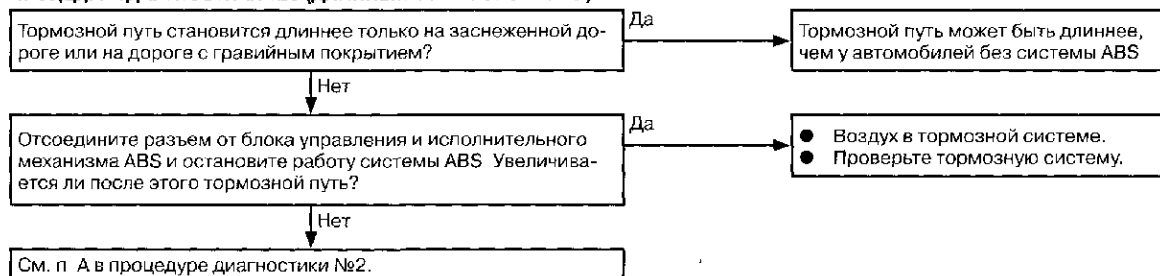 Тормозной путь становится длиннее только на заснеженной до-
роге или на дороге с гравийным покрытием?
Да
Тормозной путь может быть длиннее,
чем у автомобилей без системы ABS
Нет
Отсоедините разъем от блока управления и исполнительного
механизма ABS и остановите работу системы ABS Увеличива-
ется ли после этого тормозной путь?
Да
● Воздух в тормозной системе.
● Проверьте тормозную систему.
Нет
См. п А в процедуре диагностики №2.